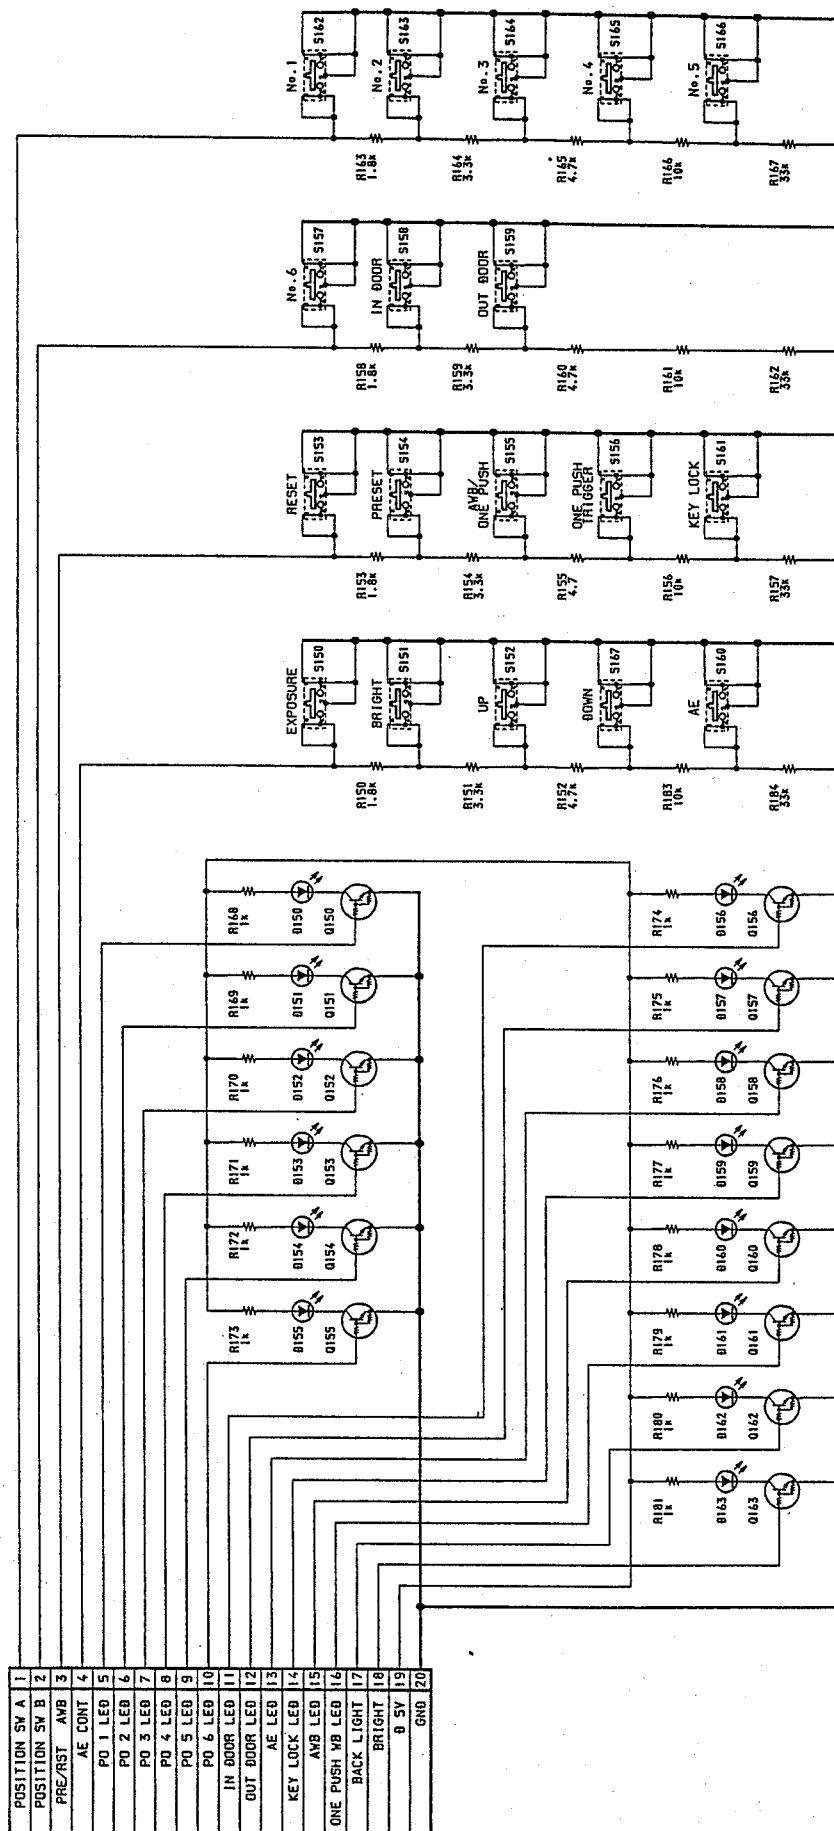 No.1
S162
No.2
S163
No.3
S164
No.4
S165
No.5
S166
R163
1.8k
R164
3.3k
R165
4.7k
R166
10k
R167
33k
No.6
S157
IN DOOR
S158
OUT DOOR
S159
R158
1.8k
R159
3.3k
R160
4.7k
R161
10k
R162
33k
RESET
S153
PRESET
S154
AWB/
ONE PUSH
S155
ONE PUSH
TRIGGER
S156
KEY LOCK
S161
R153
1.8k
R154
3.3k
R155
4.7
R156
10k
R157
33k
EXPOSURE
S150
BRIGHT
S151
UP
S152
DOWN
S167
AE
S160
R150
1.8k
R151
3.3k
R152
4.7k
R183
10k
R184
33k
R168
1k
D150
Q150
R169
1k
D151
Q151
R170
1k
D152
Q152
R171
1k
D153
Q153
R172
1k
D154
Q154
R173
1k
D155
Q155
R174
1k
D156
Q156
R175
1k
D157
Q157
R176
1k
D158
Q158
R177
1k
D159
Q159
R178
1k
D160
Q160
R179
1k
D161
Q161
R180
1k
D162
Q162
R181
1k
D163
Q163
POSITION SW A 1
POSITION SW B 2
PRE/RST AWB 3
AE CONT 4
PO 1 LED 5
PO 2 LED 6
PO 3 LED 7
PO 4 LED 8
PO 5 LED 9
PO 6 LED 10
IN DOOR LED 11
OUT DOOR LED 12
AE LED 13
KEY LOCK LED 14
AWB LED 15
ONE PUSH WB LED 16
BACK LIGHT 17
BRIGHT 18
D 5V 19
GND 20